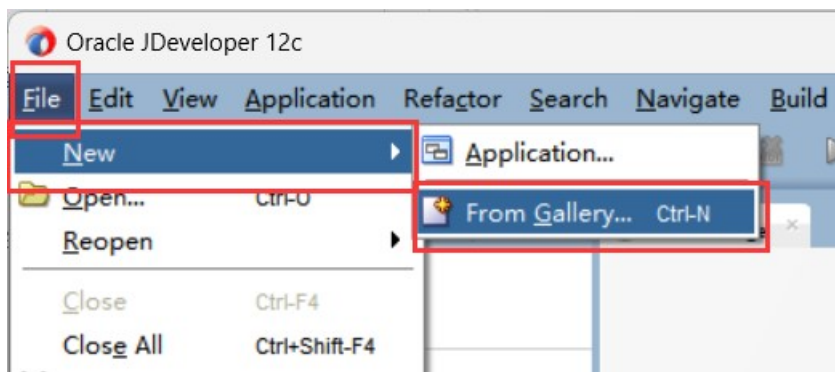 Oracle JDeveloper 12c
File Edit View Application Refactor Search Navigate Build
New
Application...
From Gallery... Ctrl-N
Open... Ctrl-O
Reopen
Close Ctrl-F4
Close All Ctrl+Shift-F4